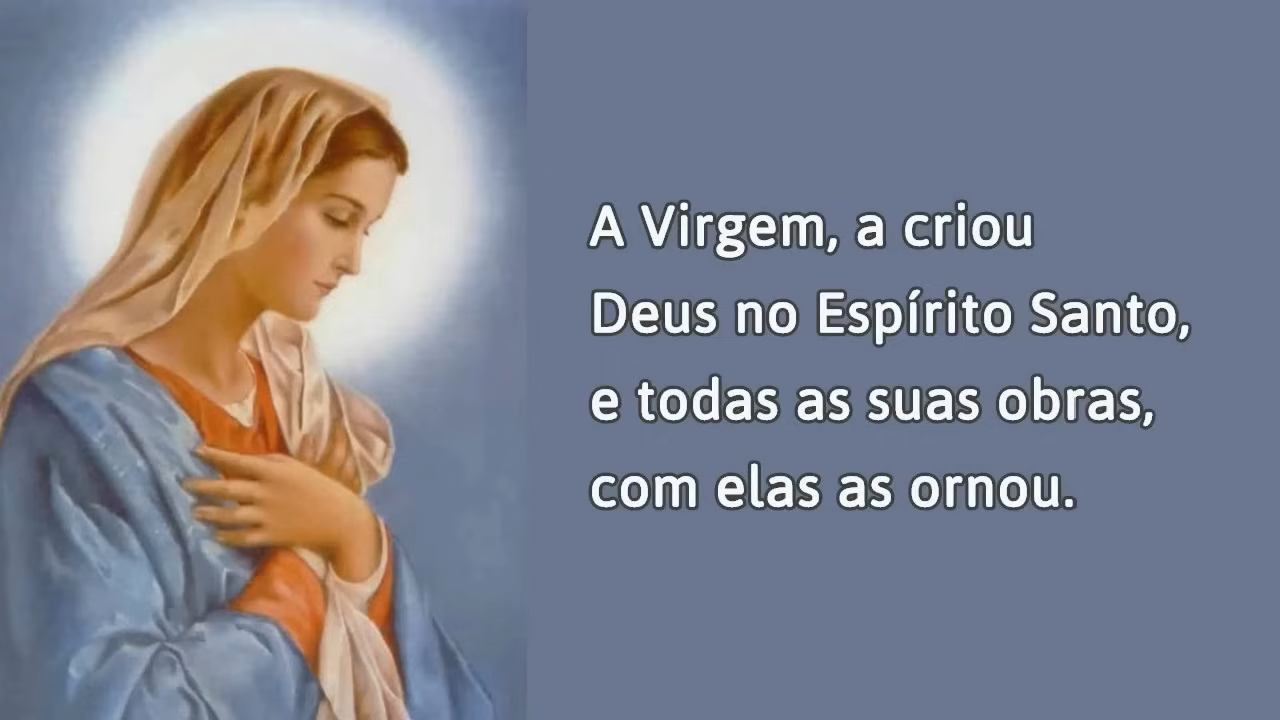 A Virgem, a criou
Deus no Espírito Santo,
e todas as suas obras,
com elas as ornou.